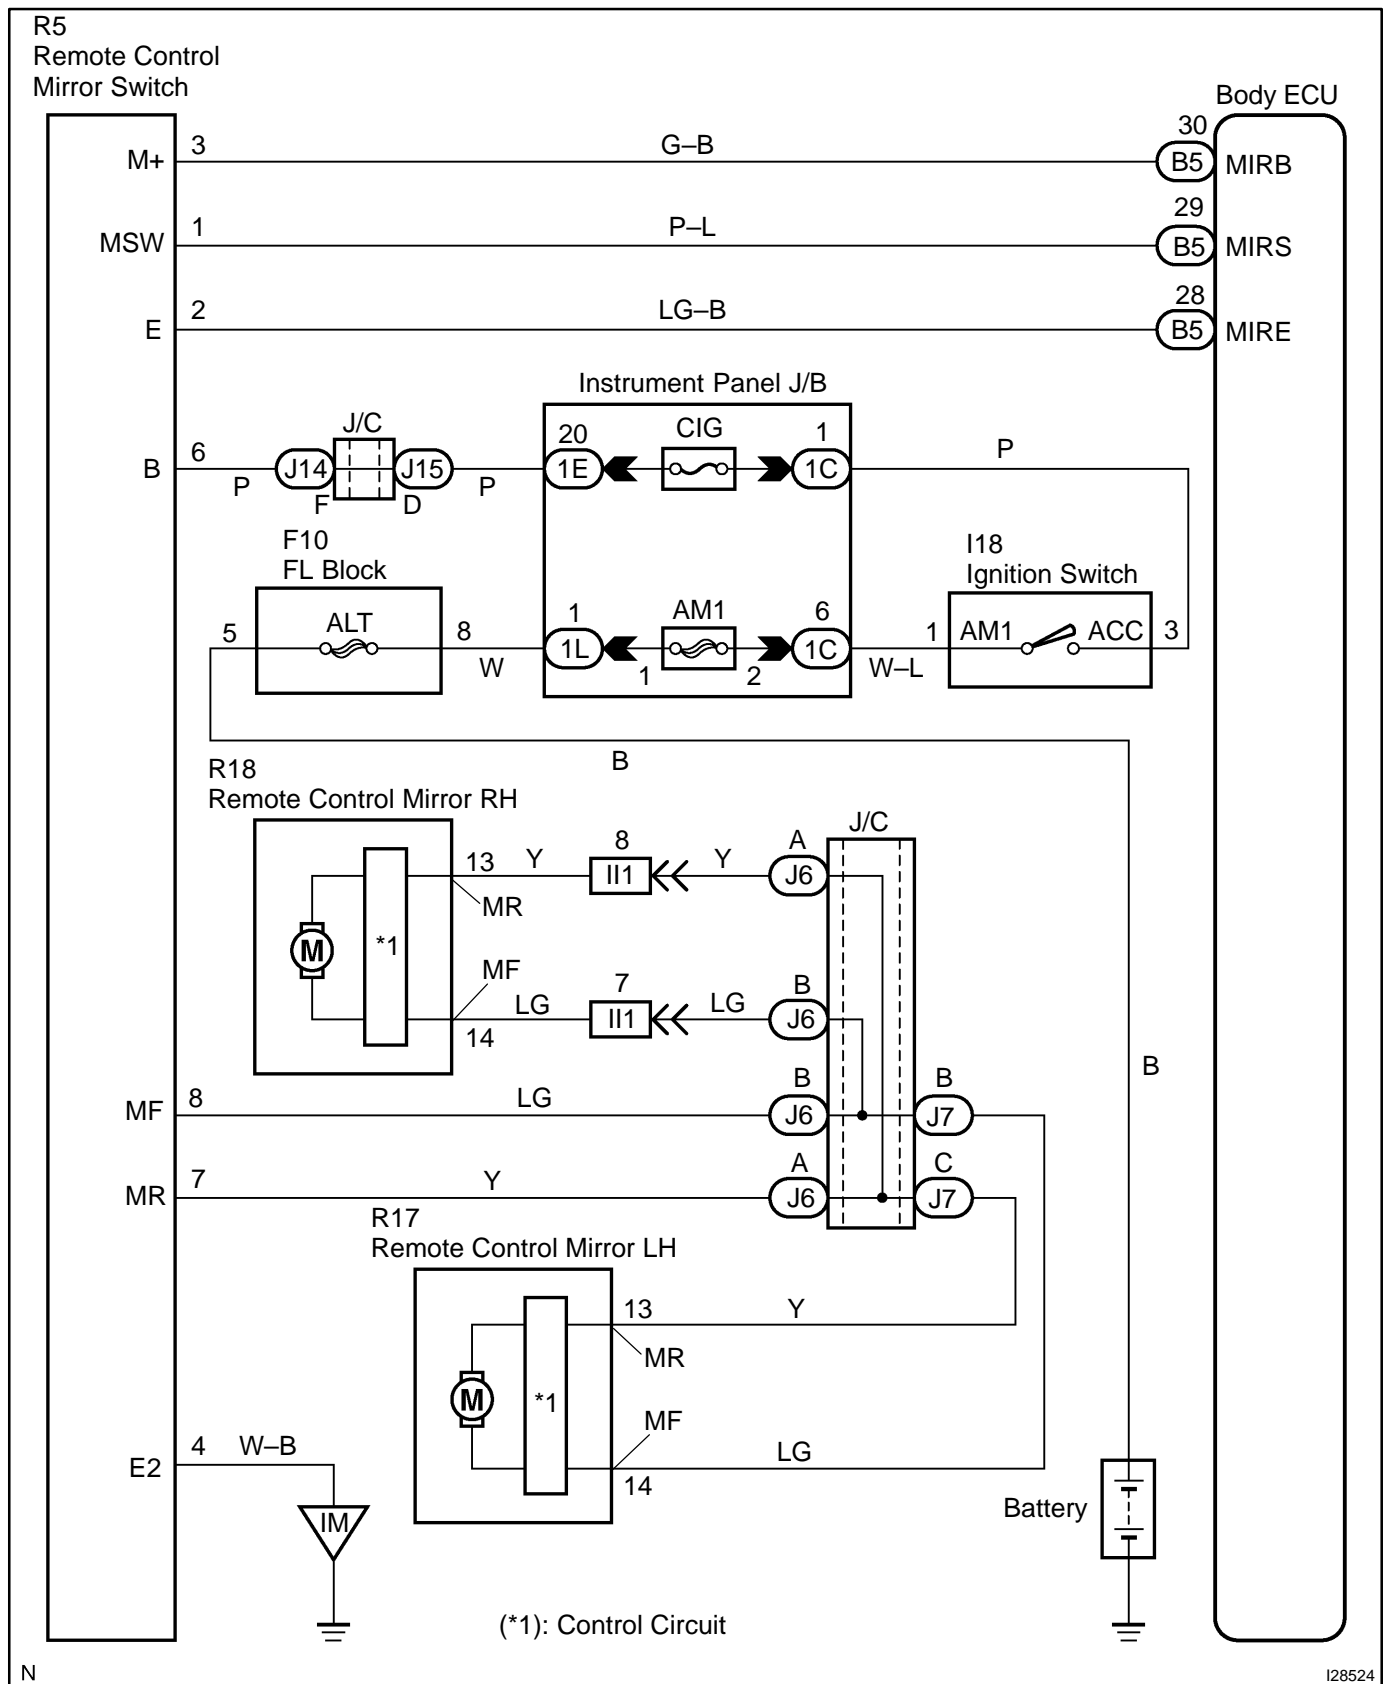 R5
Remote Control
Mirror Switch
Body ECU
M+
3
G–B
30
B5
MIRB
MSW
1
P–L
29
B5
MIRS
E
2
LG–B
28
B5
MIRE
Instrument Panel J/B
J/C
20
CIG
1
P
B
6
P
J14
F
J15
D
P
1E
1C
F10
FL Block
I18
Ignition Switch
5
ALT
8
W
1
1L
1
AM1
2
6
1C
W–L
1
AM1
ACC
3
B
R18
Remote Control Mirror RH
J/C
M
*1
13
MR
Y
8
II1
Y
A
J6
MF
14
LG
7
II1
LG
B
J6
B
MF
8
LG
B
J6
B
J7
MR
7
Y
A
J6
C
J7
R17
Remote Control Mirror LH
M
*1
13
Y
MR
MF
14
LG
E2
4
W–B
IM
Battery
(*1): Control Circuit
N
I28524